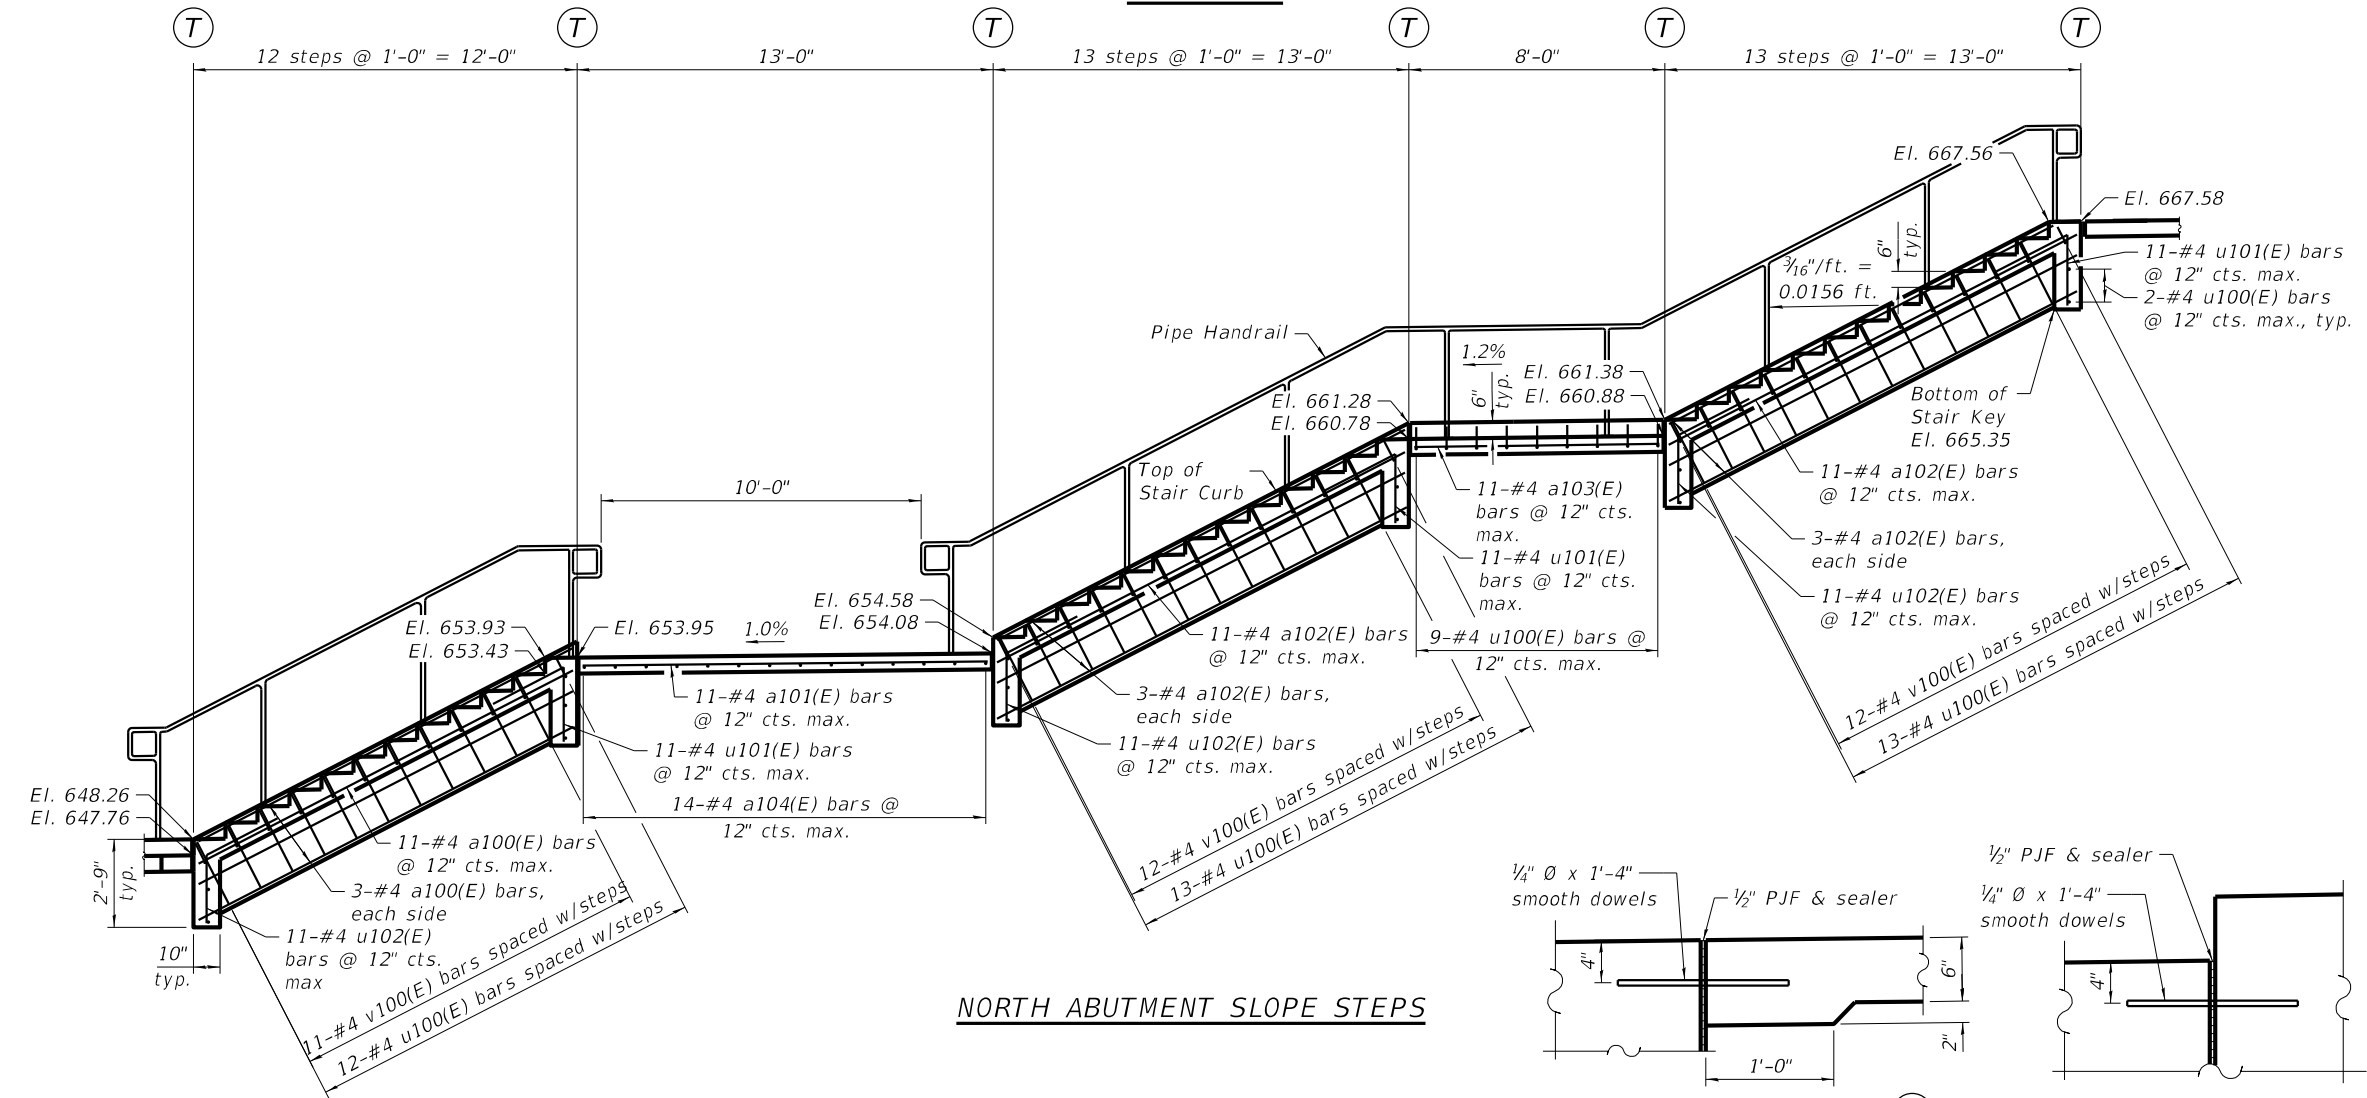 T T T T T T
12 steps @ 1'-0" = 12'-0"
13'-0"
13 steps @ 1'-0" = 13'-0"
8'-0"
13 steps @ 1'-0" = 13'-0"
El. 667.56
El. 667.58
6"
typ.
3/16"/ft. =
0.0156 ft.
11-#4 u101(E) bars
@ 12" cts. max.
2-#4 u100(E) bars
@ 12" cts. max., typ.
Pipe Handrail
1.2%
6"
typ.
El. 661.38
El. 660.88
El. 661.28
El. 660.78
Bottom of
Stair Key
El. 665.35
Top of
Stair Curb
10'-0"
11-#4 a103(E)
bars @ 12" cts.
max.
11-#4 u101(E)
bars @ 12" cts.
max.
11-#4 a102(E) bars
@ 12" cts. max.
3-#4 a102(E) bars,
each side
11-#4 u102(E) bars
@ 12" cts. max.
12-#4 v100(E) bars spaced w/steps
13-#4 u100(E) bars spaced w/steps
El. 653.93
El. 653.43
El. 653.95
1.0%
El. 654.58
El. 654.08
11-#4 a102(E) bars
@ 12" cts. max.
9-#4 u100(E) bars @
12" cts. max.
3-#4 a102(E) bars,
each side
11-#4 u102(E) bars
@ 12" cts. max.
12-#4 v100(E) bars spaced w/steps
13-#4 u100(E) bars spaced w/steps
11-#4 a101(E) bars
@ 12" cts. max.
11-#4 u101(E) bars
@ 12" cts. max.
14-#4 a104(E) bars @
12" cts. max.
El. 648.26
El. 647.76
2'-9"
typ.
10"
typ.
11-#4 a100(E) bars
@ 12" cts. max.
3-#4 a100(E) bars,
each side
11-#4 u102(E)
bars @ 12" cts.
max
11-#4 v100(E) bars spaced w/steps
12-#4 u100(E) bars spaced w/steps
NORTH ABUTMENT SLOPE STEPS
1/4" Ø x 1'-4"
smooth dowels
1/2" PJF & sealer
4"
6"
2"
1'-0"
1/2" PJF & sealer
1/4" Ø x 1'-4"
smooth dowels
4"